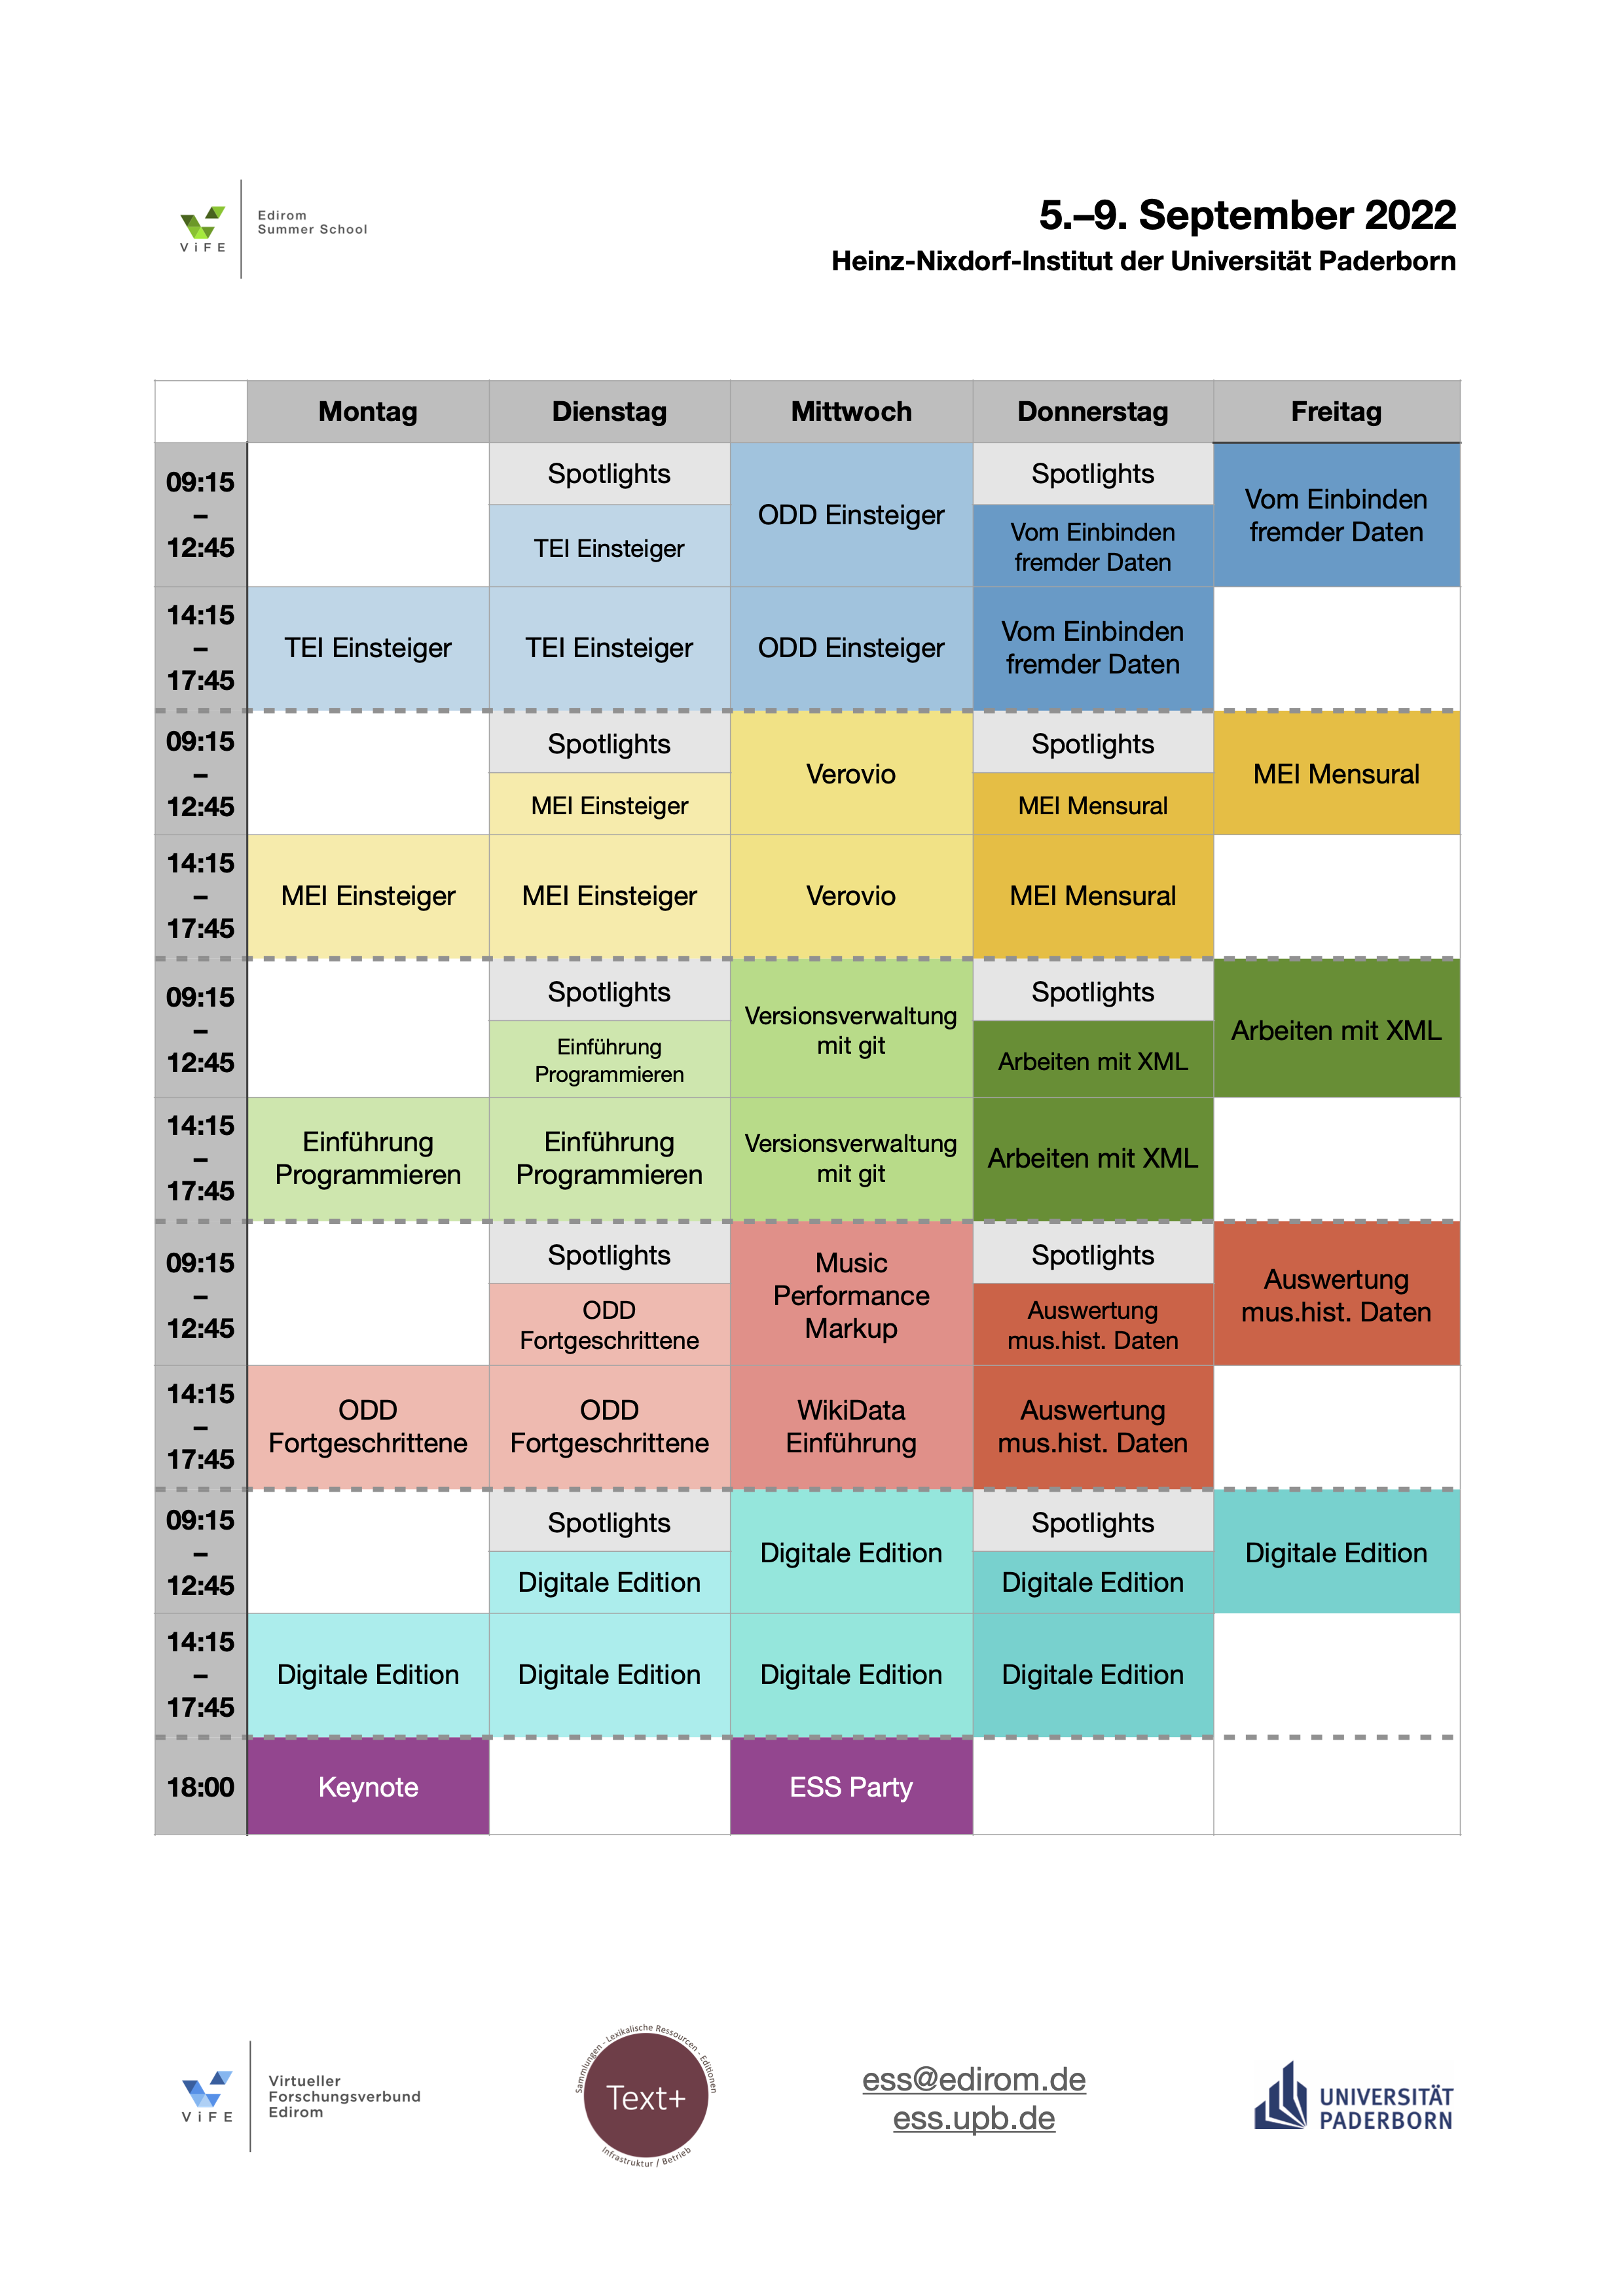 ViFE
Edirom
Summer School
5.–9. September 2022
Heinz-Nixdorf-Institut der Universität Paderborn
Montag
Dienstag
Mittwoch
Donnerstag
Freitag
09:15
–
12:45
Spotlights
TEI Einsteiger
ODD Einsteiger
Spotlights
Vom Einbinden
fremder Daten
Vom Einbinden
fremder Daten
14:15
–
17:45
TEI Einsteiger
TEI Einsteiger
ODD Einsteiger
Vom Einbinden
fremder Daten
09:15
–
12:45
Spotlights
MEI Einsteiger
Verovio
Spotlights
MEI Mensural
MEI Mensural
14:15
–
17:45
MEI Einsteiger
MEI Einsteiger
Verovio
MEI Mensural
09:15
–
12:45
Spotlights
Einführung
Programmieren
Versionsverwaltung
mit git
Spotlights
Arbeiten mit XML
Arbeiten mit XML
14:15
–
17:45
Einführung
Programmieren
Einführung
Programmieren
Versionsverwaltung
mit git
Arbeiten mit XML
09:15
–
12:45
Spotlights
ODD
Fortgeschrittene
Music
Performance
Markup
Spotlights
Auswertung
mus.hist. Daten
Auswertung
mus.hist. Daten
14:15
–
17:45
ODD
Fortgeschrittene
ODD
Fortgeschrittene
WikiData
Einführung
Auswertung
mus.hist. Daten
09:15
–
12:45
Spotlights
Digitale Edition
Digitale Edition
Spotlights
Digitale Edition
Digitale Edition
14:15
–
17:45
Digitale Edition
Digitale Edition
Digitale Edition
Digitale Edition
18:00
Keynote
ESS Party
ViFE
Virtueller
Forschungsverbund
Edirom
Sammlungen - Lexikalische Ressourcen - Editionen
Text+
Infrastruktur / Betrieb
ess@edirom.de
ess.upb.de
UNIVERSITÄT
PADERBORN